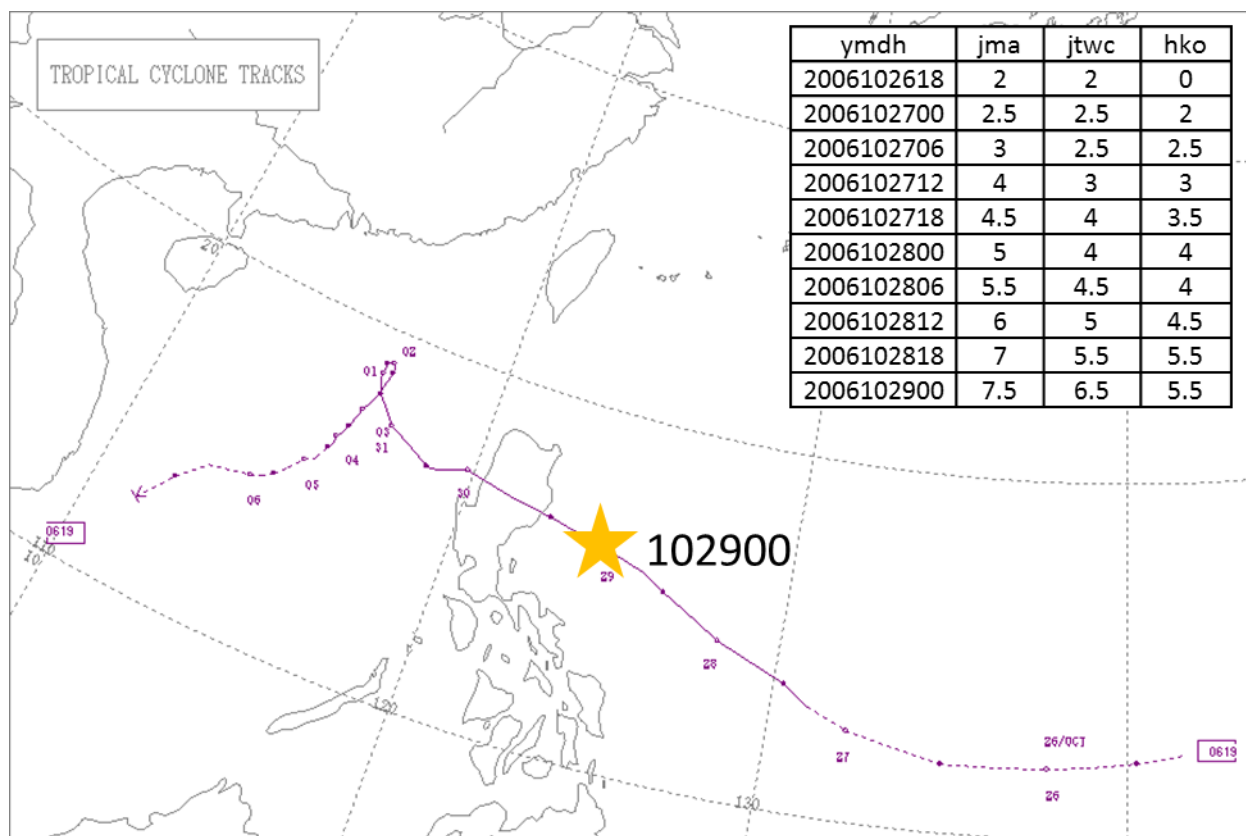 TROPICAL CYCLONE TRACKS
ymdh jma jtwc hko
2006102618 2 2 0
2006102700 2.5 2.5 2
2006102706 3 2.5 2.5
2006102712 4 3 3
2006102718 4.5 4 3.5
2006102800 5 4 4
2006102806 5.5 4.5 4
2006102812 6 5 4.5
2006102818 7 5.5 5.5
2006102900 7.5 6.5 5.5
20
02
01
03
31
04
05
06
30
0619
110
10
102900
29
28
26/OCT
0619
27
26
120
130